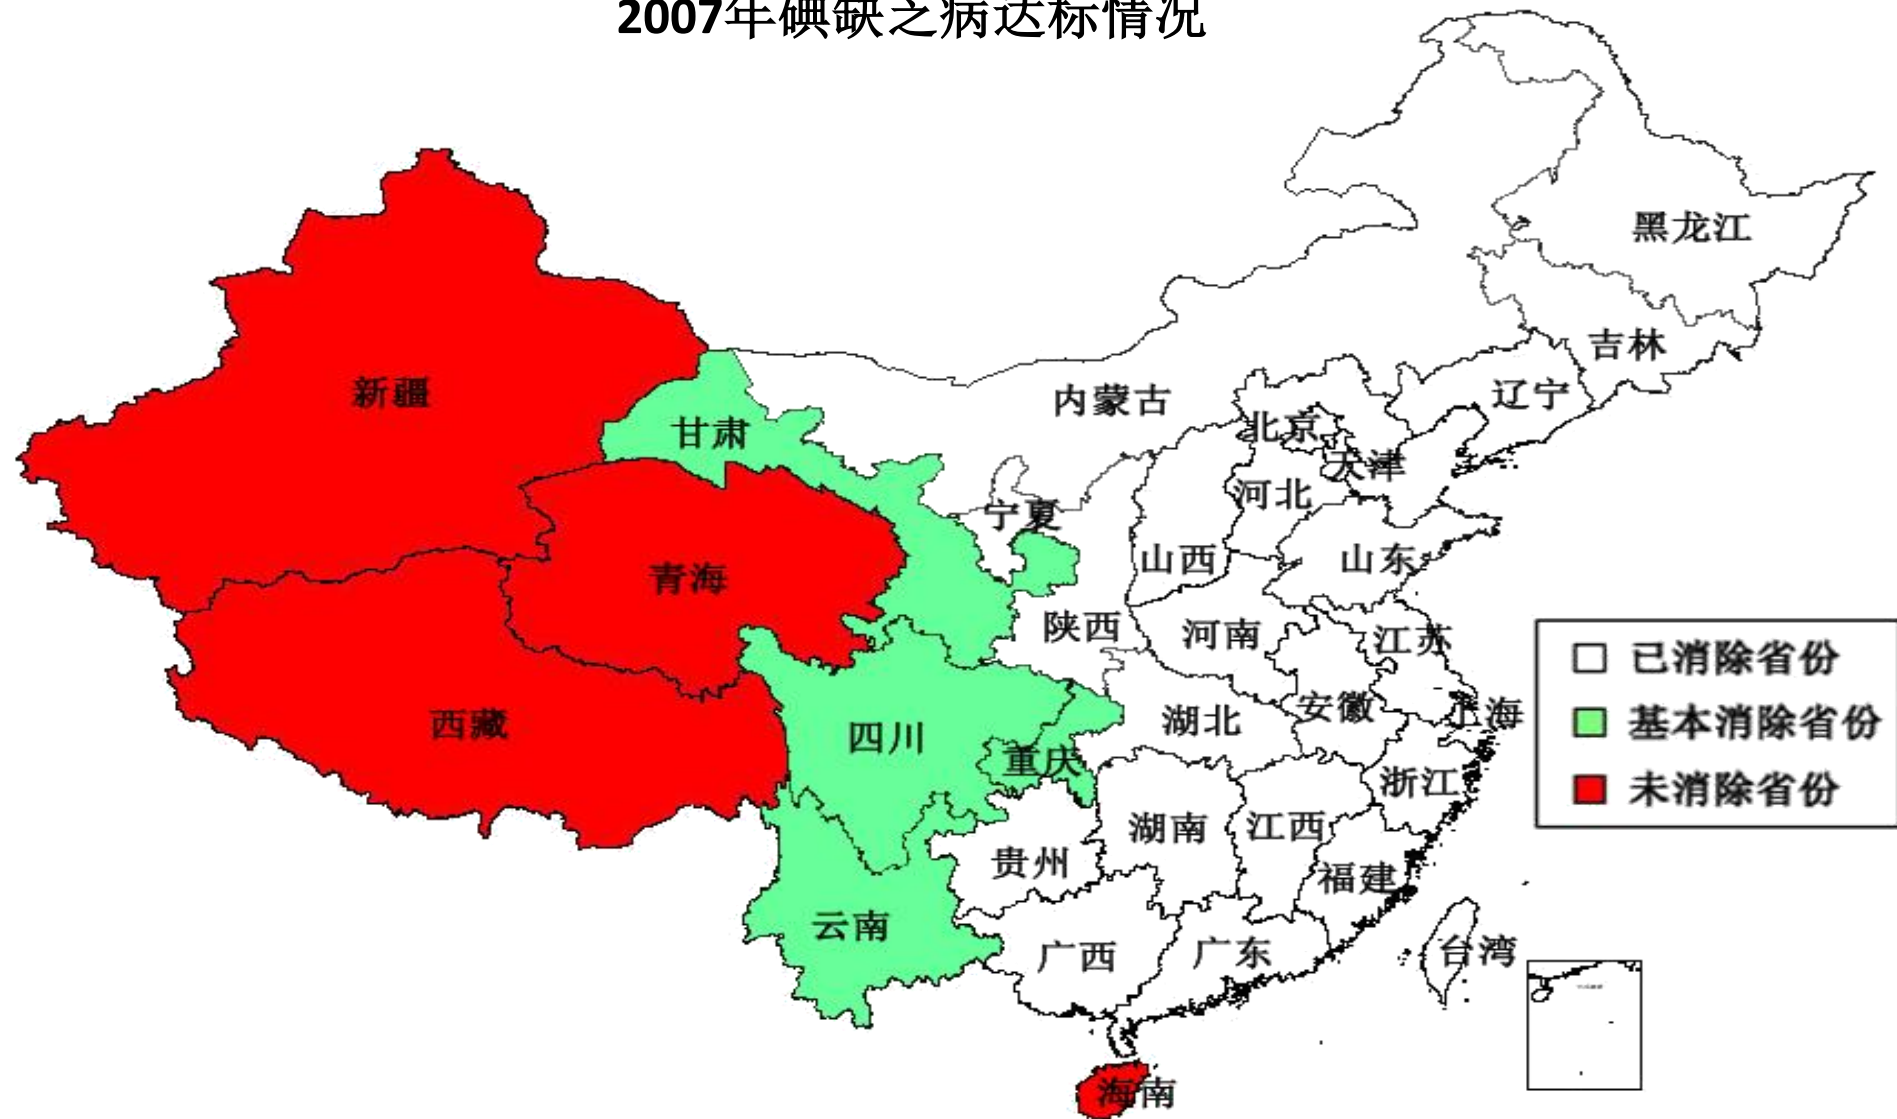 2007年碘缺之病达标情况
黑龙江
吉林
辽宁
新疆
内蒙古
甘肃
北京
天津
河北
宁夏
山西
山东
青海
陕西
河南
江苏
西藏
四川
湖北
安徽
上海
重庆
浙江
湖南
江西
贵州
福建
云南
广西
广东
台湾
海南
已消除省份
基本消除省份
未消除省份